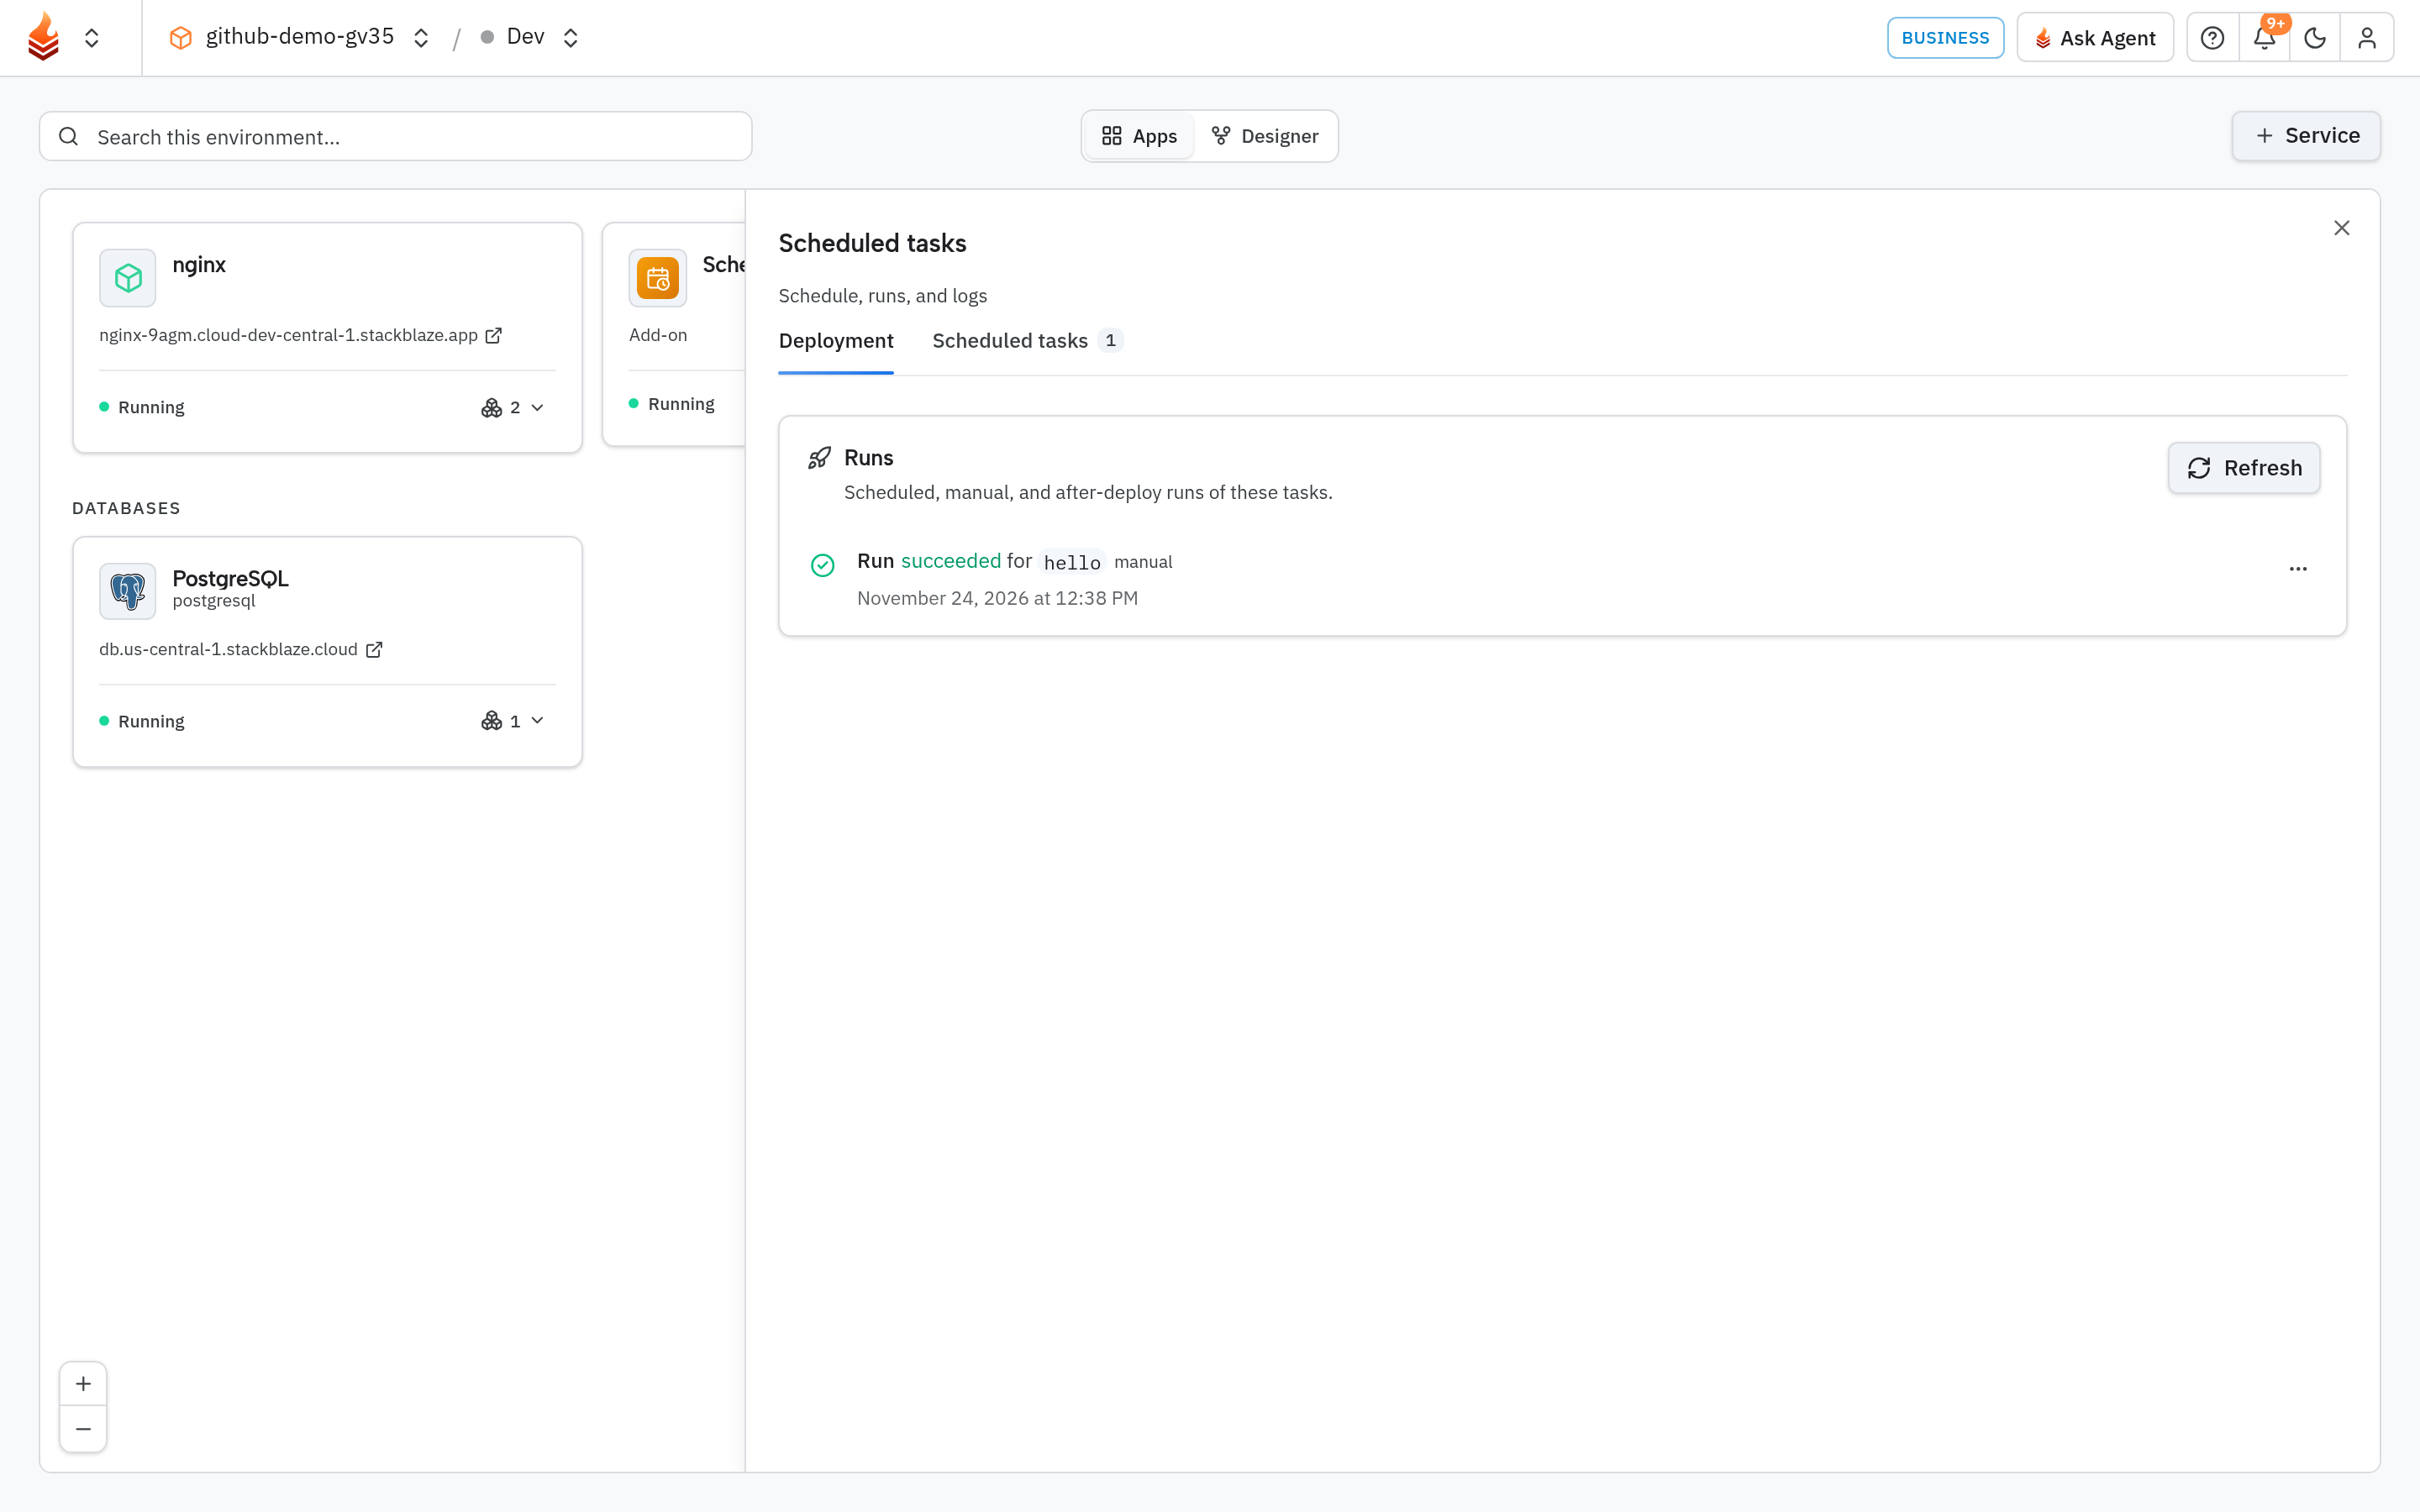 github-demo-gv35 / Dev
BUSINESS
Ask Agent
9+
Search this environment...
Apps
Designer
+ Service
nginx
nginx-9agm.cloud-dev-central-1.stackblaze.app
Running
2
Sche
Add-on
Running
DATABASES
PostgreSQL
postgresql
db.us-central-1.stackblaze.cloud
Running
1
Scheduled tasks
Schedule, runs, and logs
Deployment
Scheduled tasks 1
Runs
Scheduled, manual, and after-deploy runs of these tasks.
Refresh
Run succeeded for hello manual
November 24, 2026 at 12:38 PM